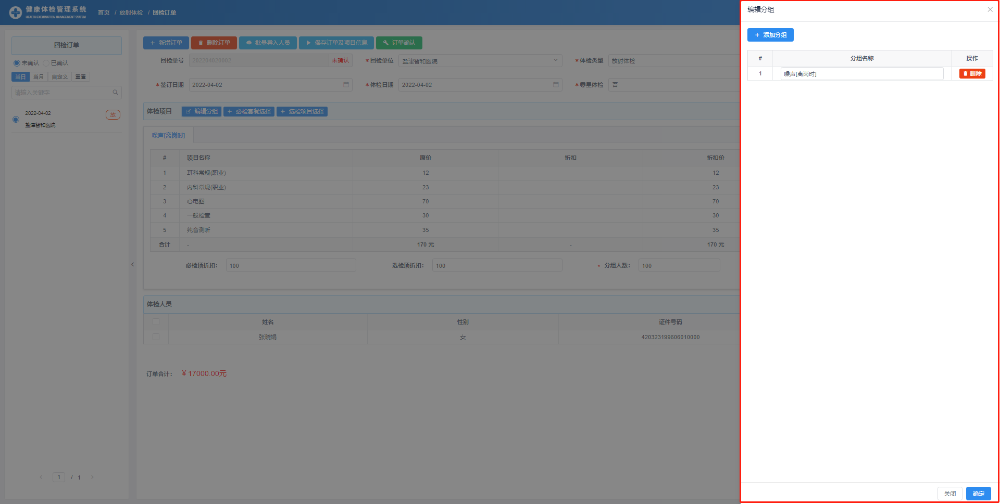 健康体检管理系统
HEALTH EXOMINATION MANAGEMENT SYSTEM
首页 / 放射体检 / 团检订单
团检订单
未确认 已确认
当日 当月 自定义 重置
请输入关键字
2022-04-02 放
盐津智和医院
1 / 1
新增订单 删除订单 批量导入人员 保存订单及项目信息 订单确认
团检单号 202204020002 未确认 *团检单位 盐津智和医院 *体检类型 放射体检
*签订日期 2022-04-02 *体检日期 2022-04-02 *零星体检 否
体检项目 编辑分组 必检套餐选择 选检项目选择
噪声[离岗时]
# 项目名称 原价 折扣 折扣价
1 耳科常规(职业) 12 12
2 内科常规(职业) 23 23
3 心电图 70 70
4 一般检查 30 30
5 纯音测听 35 35
合计 - 170 元 - 170 元
必检项折扣： 100 选检项折扣： 100 * 分组人数： 100
体检人员
姓名 性别 证件号码
张晓娟 女 420323199606010000
订单合计： ¥ 17000.00元
编辑分组
添加分组
# 分组名称 操作
1 噪声[离岗时] 删除
关闭 确定